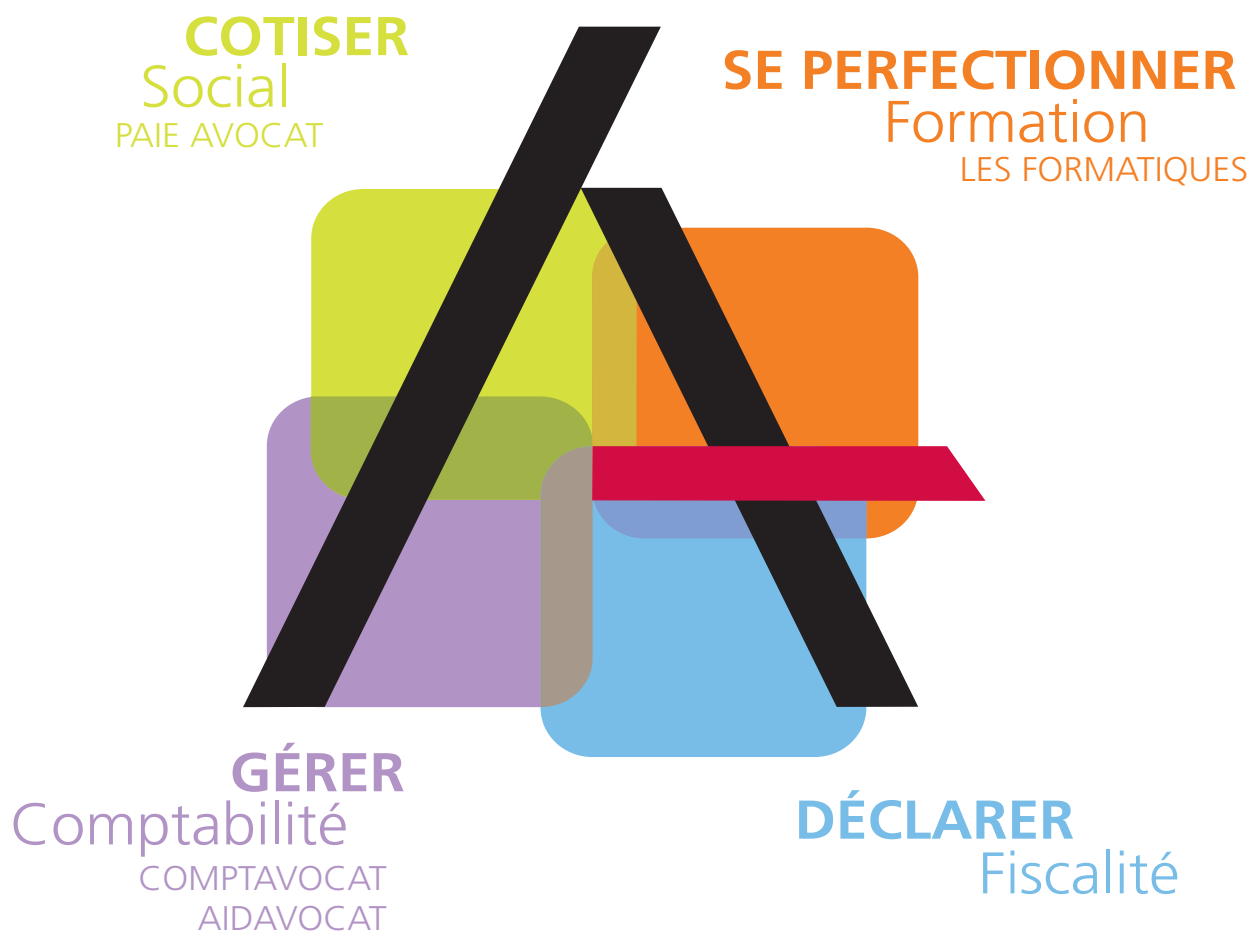 COTISER
Social
PAIE AVOCAT
SE PERFECTIONNER
Formation
LES FORMATIQUES
GÉRER
Comptabilité
COMPTAVOCAT
AIDAVOCAT
DÉCLARER
Fiscalité